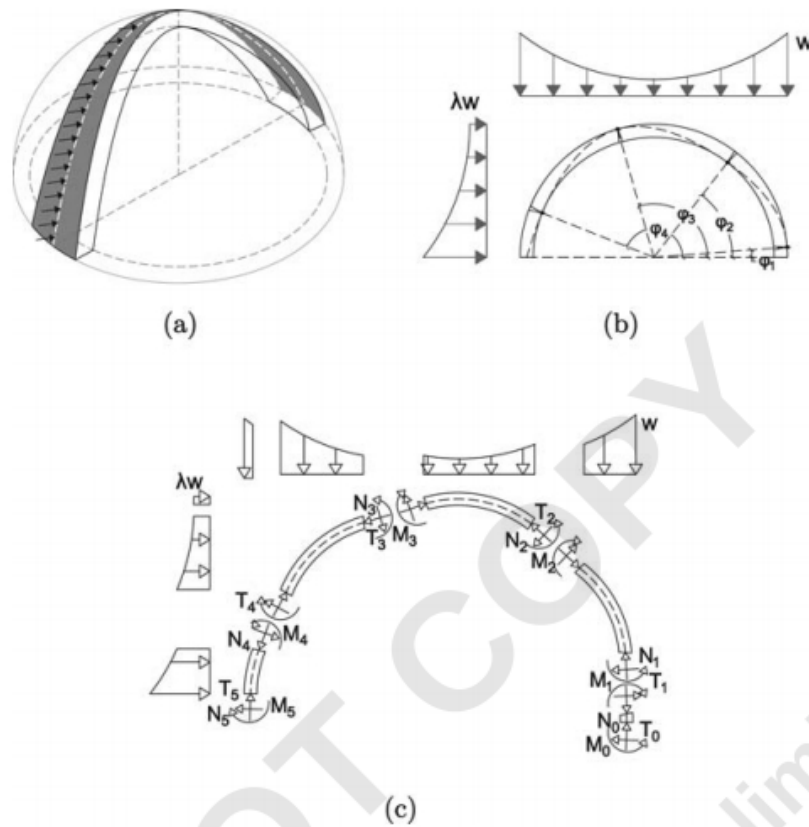 w
λw
φ₂
φ₃
φ₄
φ₁
(a)
(b)
w
λw
N₃
T₃
M₃
T₂
N₂
M₂
T₄
N₄
M₄
N₁
M₁
T₁
T₅
N₅
M₅
N₀
T₀
M₀
(c)
OT COPY